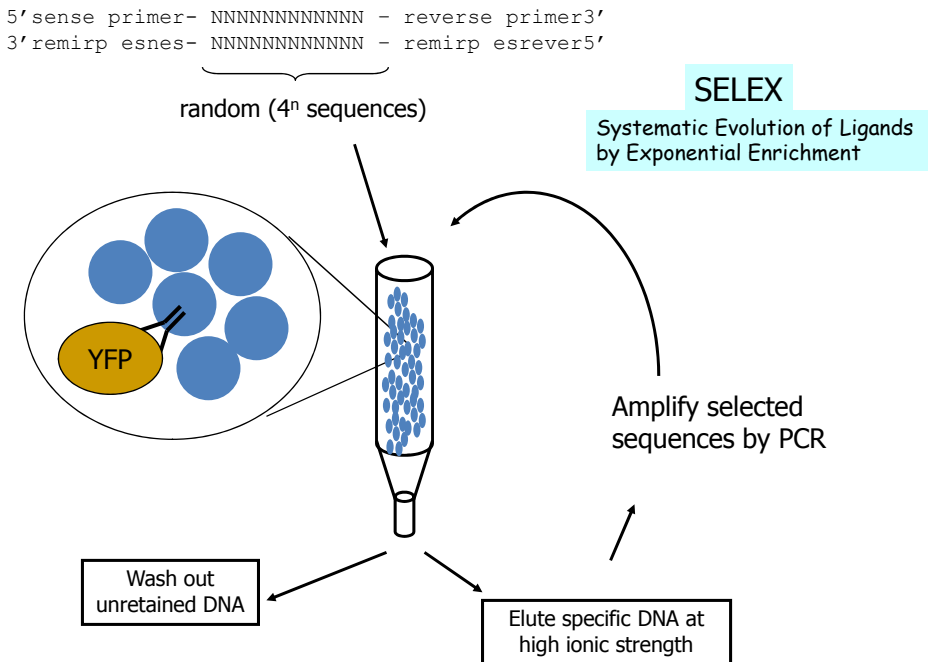 5’sense primer- NNNNNNNNNNNNN – reverse primer3’
3’remirp esnes- NNNNNNNNNNNNN – remirp esrever5’
random (4ⁿ sequences)
SELEX
Systematic Evolution of Ligands
by Exponential Enrichment
YFP
Amplify selected
sequences by PCR
Wash out
unretained DNA
Elute specific DNA at
high ionic strength